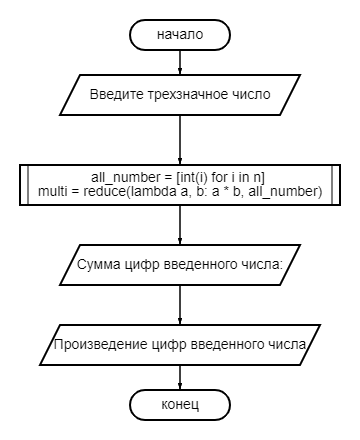 начало
Введите трехзначное число
all_number = [int(i) for i in n]
multi = reduce(lambda a, b: a * b, all_number)
Сумма цифр введенного числа:
Произведение цифр введенного числа
конец